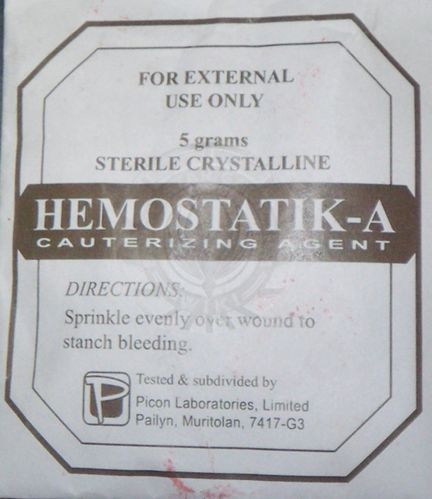 FOR EXTERNAL
USE ONLY
5 grams
STERILE CRYSTALLINE
HEMOSTATIK-A
CAUTERIZING AGENT
DIRECTIONS:
Sprinkle evenly over wound to
stanch bleeding.
P
Tested & subdivided by
Picon Laboratories, Limited
Pailyn, Muritolan, 7417-G3